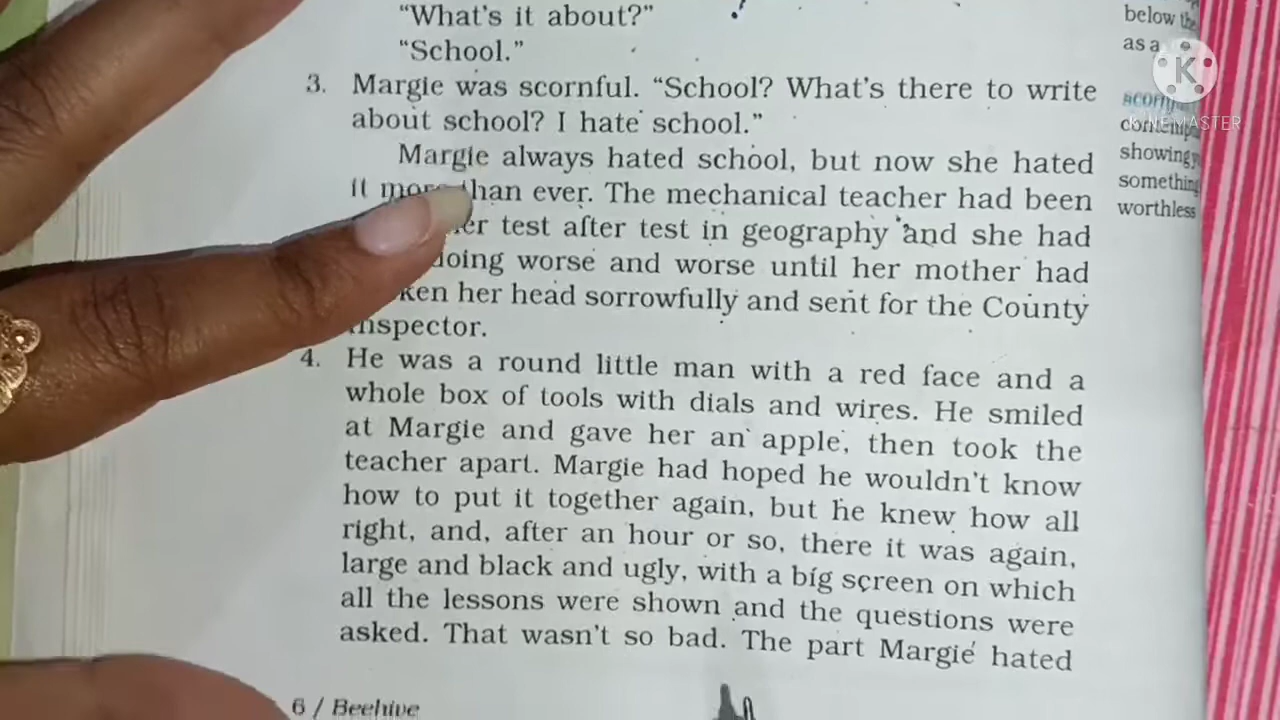 "What's it about?"
"School."
3. Margie was scornful. "School? What's there to write
about school? I hate school."
Margie always hated school, but now she hated
it more than ever. The mechanical teacher had been
test after test in geography and she had
doing worse and worse until her mother had
her head sorrowfully and sent for the County
Inspector.
4. He was a round little man with a red face and a
whole box of tools with dials and wires. He smiled
at Margie and gave her an apple, then took the
teacher apart. Margie had hoped he wouldn't know
how to put it together again, but he knew how all
right, and, after an hour or so, there it was again,
large and black and ugly, with a big screen on which
all the lessons were shown and the questions were
asked. That wasn't so bad. The part Margie hated
6 / Beehive
below the
as a
showing
something
worthless
K
KINEMASTER